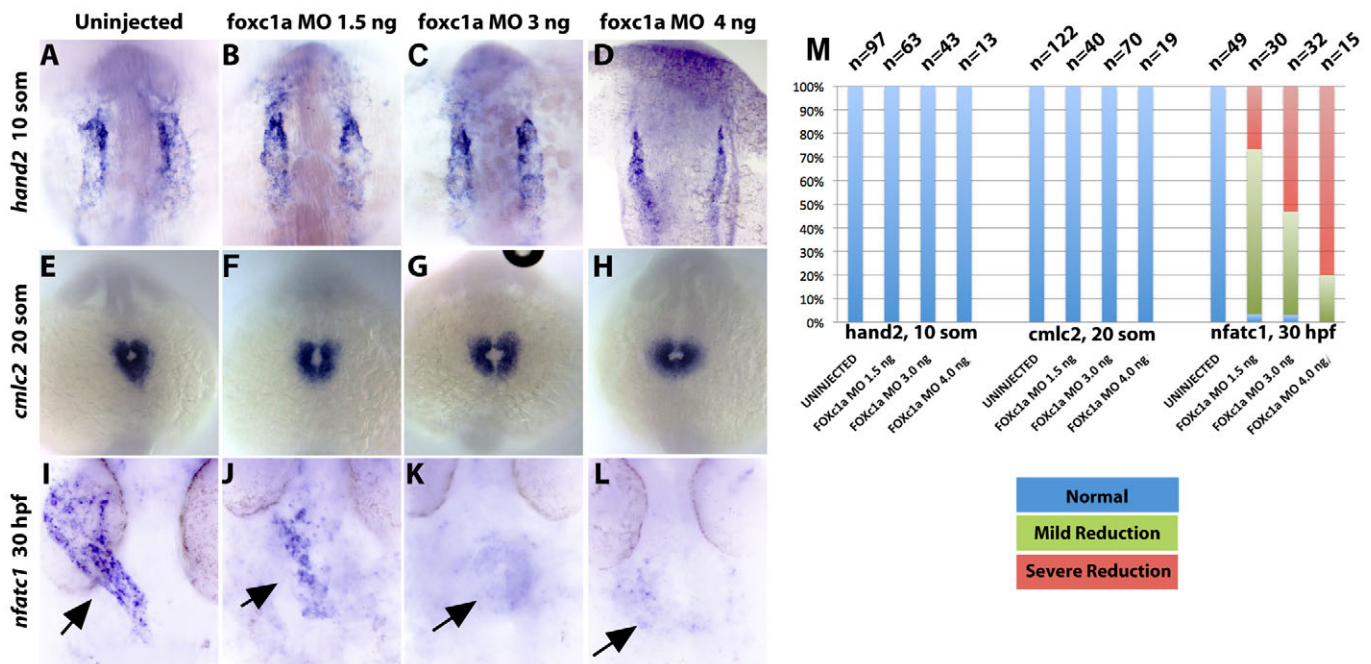 Uninjected foxc1a MO 1.5 ng foxc1a MO 3 ng foxc1a MO 4 ng
A B C D
hand2 10 som
E F G H
cmlc2 20 som
I J K L
nfatc1 30 hpf
M
n=97 n=63 n=43 n=13 n=122 n=40 n=70 n=19 n=49 n=30 n=32 n=15
100%
90%
80%
70%
60%
50%
40%
30%
20%
10%
0%
hand2, 10 som cmlc2, 20 som nfatc1, 30 hpf
UNINJECTED FOXc1a MO 1.5 ng FOXc1a MO 3.0 ng FOXc1a MO 4.0 ng UNINJECTED FOXc1a MO 1.5 ng FOXc1a MO 3.0 ng FOXc1a MO 4.0 ng UNINJECTED FOXc1a MO 1.5 ng FOXc1a MO 3.0 ng FOXc1a MO 4.0 ng/
Normal
Mild Reduction
Severe Reduction